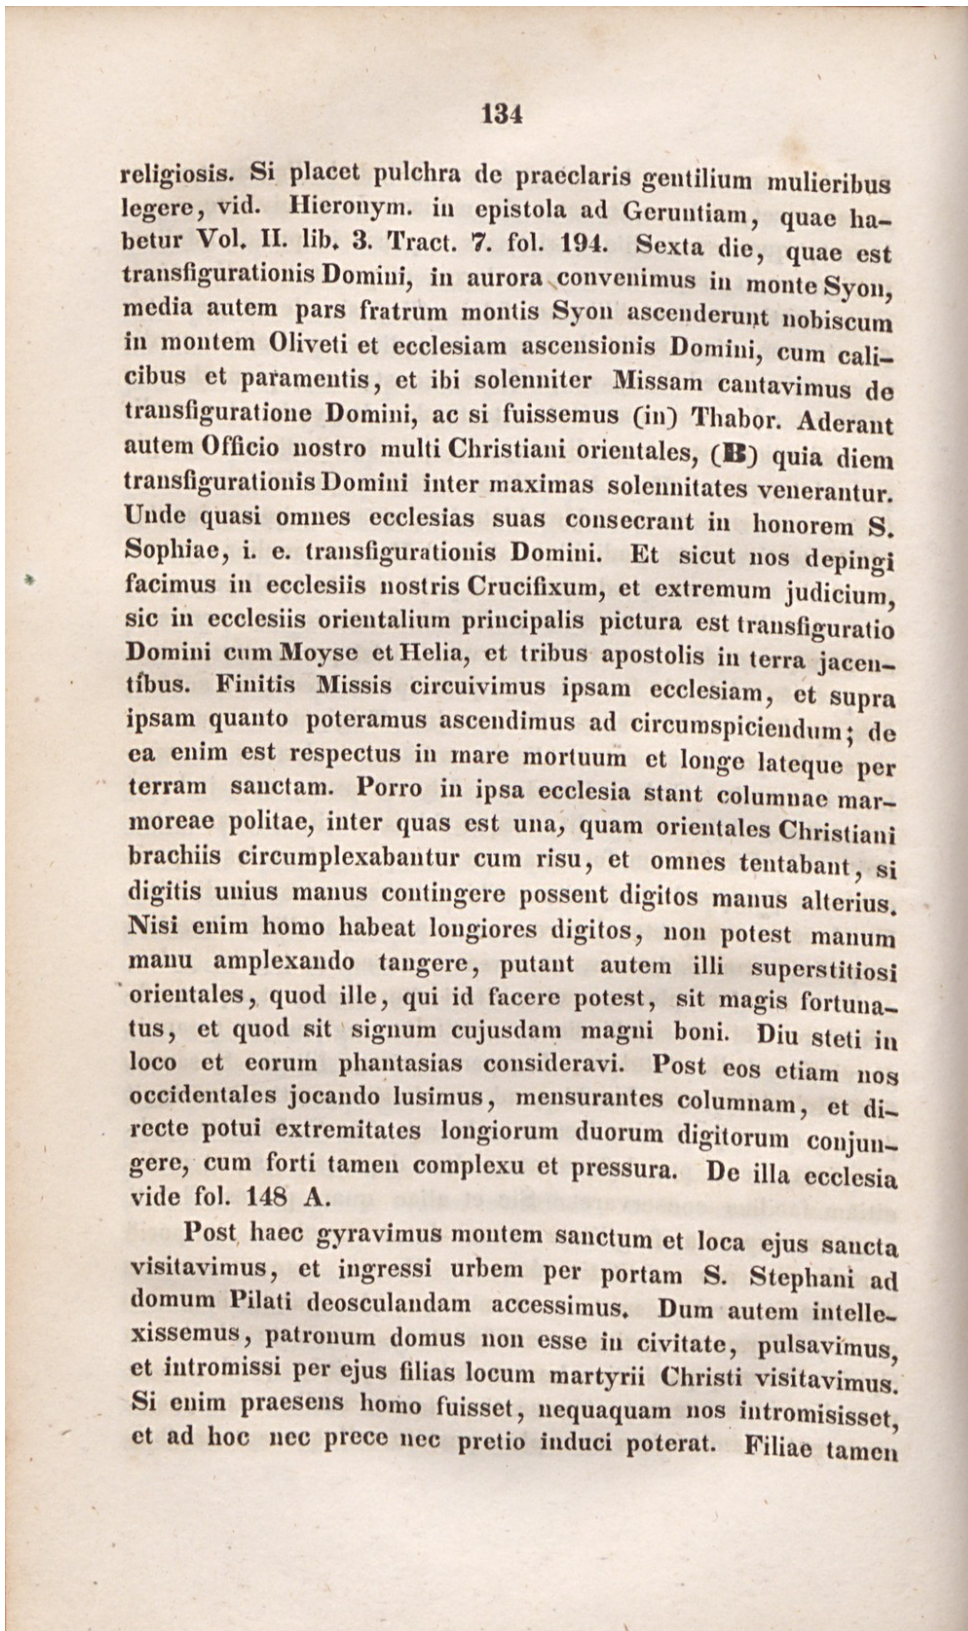 134
religiosis. Si placet pulchra de praeclaris gentilium mulieribus
legere, vid. Hieronym. in epistola ad Geruntiam, quae ha-
betur Vol. II. lib. 3. Tract. 7. fol. 194. Sexta die, quae est
transfigurationis Domini, in aurora convenimus in monte Syon,
media autem pars fratrum montis Syon ascenderunt nobiscum
in montem Oliveti et ecclesiam ascensionis Domini, cum cali-
cibus et paramentis, et ibi solenniter Missam cantavimus de
transfiguratione Domini, ac si fuissemus (in) Thabor. Aderant
autem Officio nostro multi Christiani orientales, (B) quia diem
transfigurationis Domini inter maximas solennitates venerantur.
Unde quasi omnes ecclesias suas consecrant in honorem S.
Sophiae, i. e. transfigurationis Domini. Et sicut nos depingi
facimus in ecclesiis nostris Crucifixum, et extremum judicium,
sic in ecclesiis orientalium principalis pictura est transfiguratio
Domini cum Moyse et Helia, et tribus apostolis in terra jacen-
tibus. Finitis Missis circuivimus ipsam ecclesiam, et supra
ipsam quanto poteramus ascendimus ad circumspiciendum; de
ea enim est respectus in mare mortuum et longe lateque per
terram sanctam. Porro in ipsa ecclesia stant columnae mar-
moreae politae, inter quas est una, quam orientales Christiani
brachiis circumplexabantur cum risu, et omnes tentabant, si
digitis unius manus contingere possent digitos manus alterius.
Nisi enim homo habeat longiores digitos, non potest manum
manu amplexando tangere, putant autem illi superstitiosi
orientales, quod ille, qui id facere potest, sit magis fortuna-
tus, et quod sit signum cujusdam magni boni. Diu steti in
loco et eorum phantasias consideravi. Post eos etiam nos
occidentales jocando lusimus, mensurantes columnam, et di-
recte potui extremitates longiorum duorum digitorum conjun-
gere, cum forti tamen complexu et pressura. De illa ecclesia
vide fol. 148 A.
Post haec gyravimus montem sanctum et loca ejus sancta
visitavimus, et ingressi urbem per portam S. Stephani ad
domum Pilati deosculandam accessimus. Dum autem intelle-
xissemus, patronum domus non esse in civitate, pulsavimus,
et intromissi per ejus filias locum martyrii Christi visitavimus.
Si enim praesens homo fuisset, nequaquam nos intromisisset,
et ad hoc nec prece nec pretio induci poterat. Filiae tamen